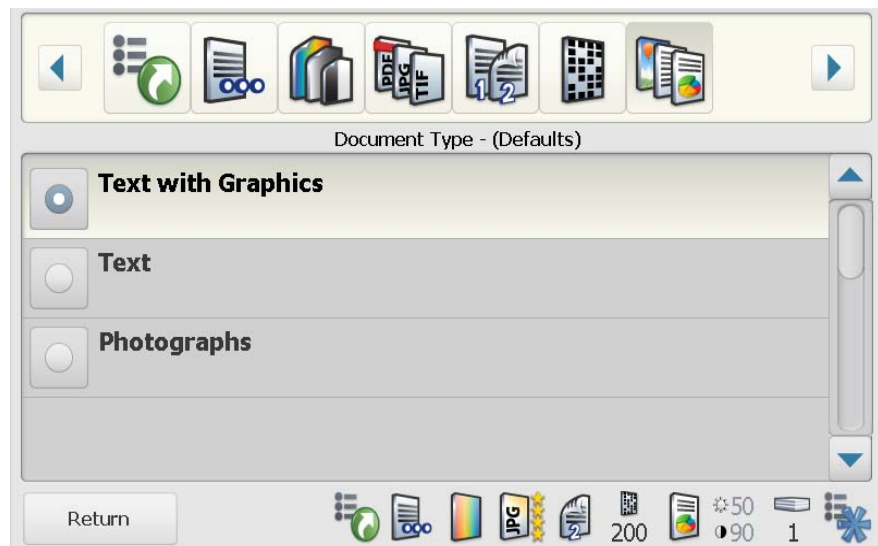 PDF
JPG
TIF
1 2
Document Type - (Defaults)
Text with Graphics
Text
Photographs
Return
JPG
2
200
50
90
1